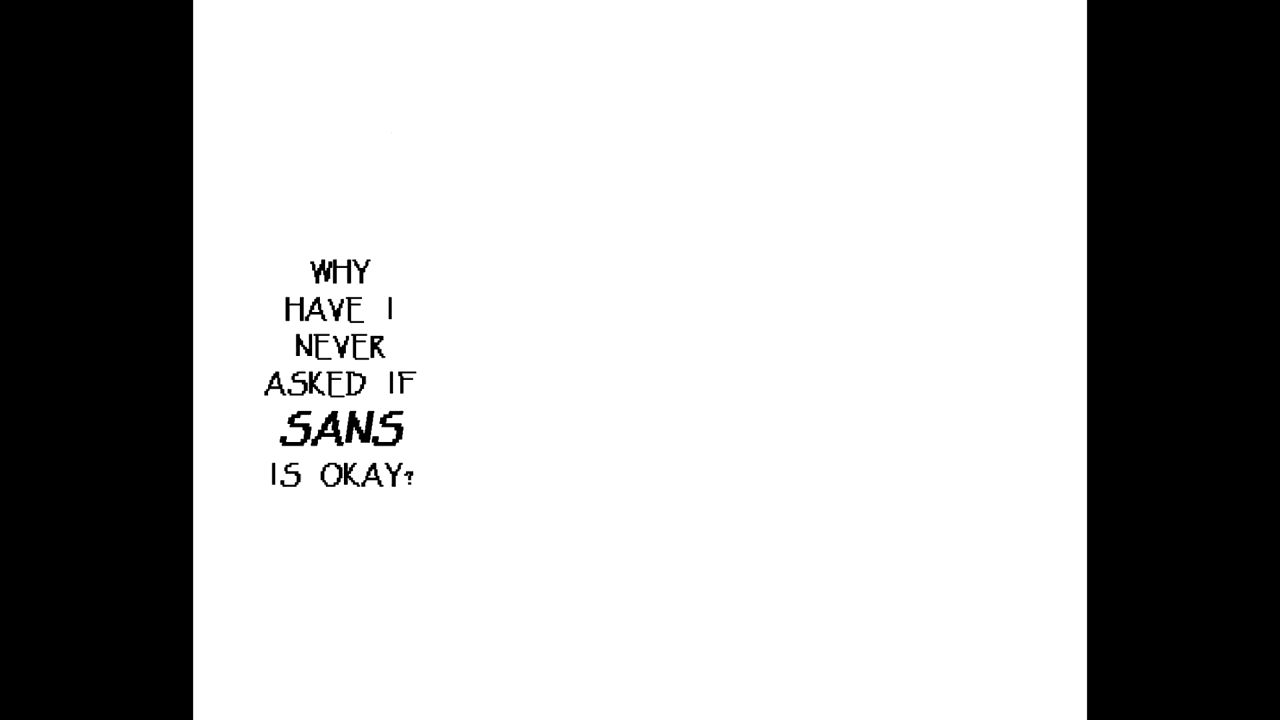 WHY
HAVE I
NEVER
ASKED IF
SANS
IS OKAY?